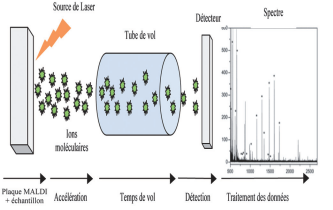 Source de Laser
Détecteur
Spectre
Tube de vol
Ions
moléculaires
Plaque MALDI
+ échantillon
Accélération
Temps de vol
Détection
Traitement des données